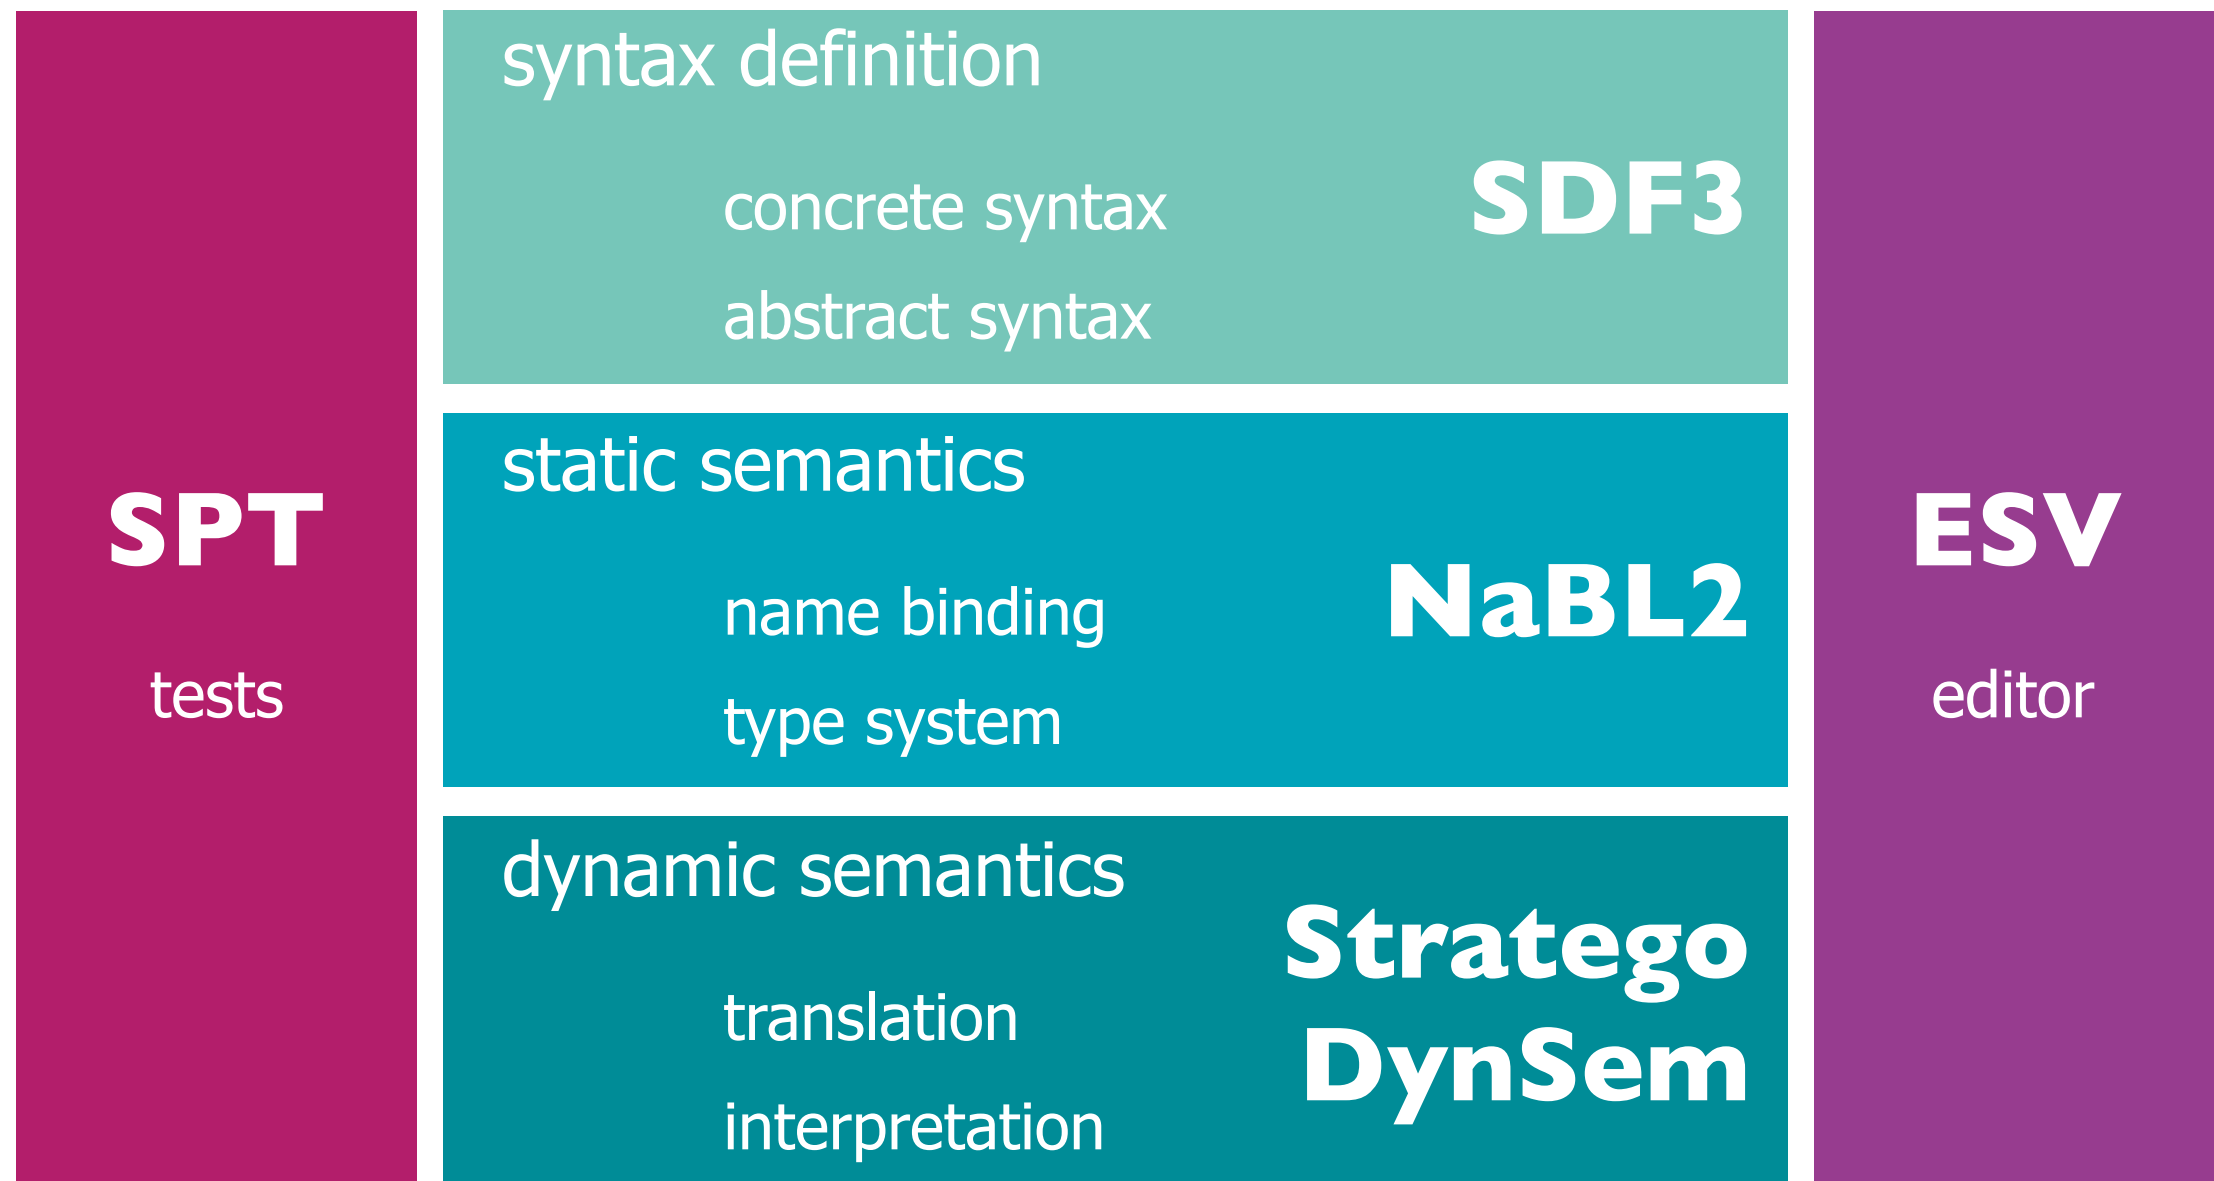 SPT
tests
syntax definition
concrete syntax
abstract syntax
SDF3
static semantics
name binding
type system
NaBL2
dynamic semantics
translation
interpretation
Stratego
DynSem
ESV
editor